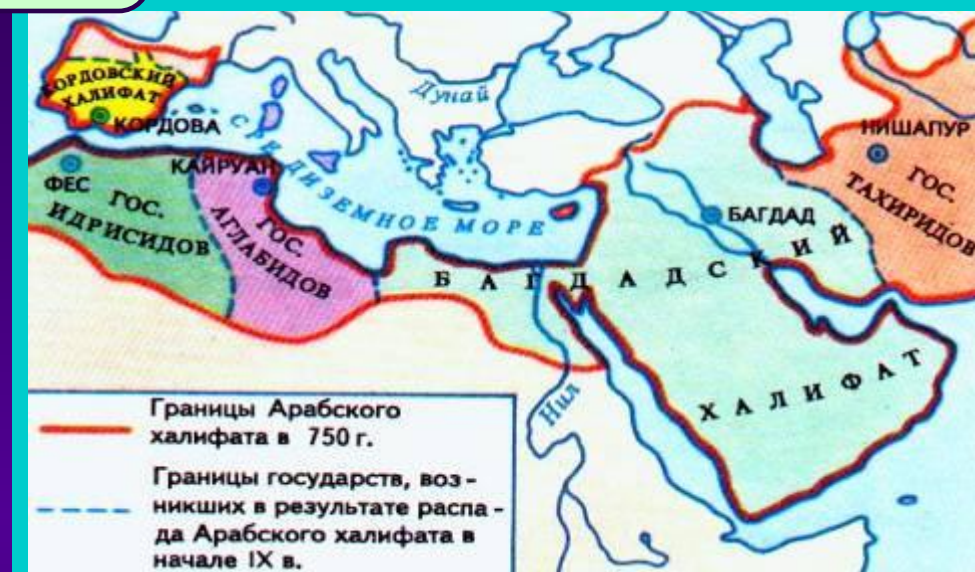 КОРДОВСКИЙ
ХАЛИФАТ
КОРДОВА
Дунай
СРЕДИЗЕМНОЕ МОРЕ
НИШАПУР
ГОС.
ТАХИРИДОВ
ФЕС
ГОС.
ИДРИСИДОВ
КАЙРУАН
ГОС.
АГЛАБИДОВ
БАГДАД
БАГДАДСКИЙ
ХАЛИФАТ
Нил
Границы Арабского
халифата в 750 г.
Границы государств, воз-
никших в результате распа-
да Арабского халифата в
начале IX в.